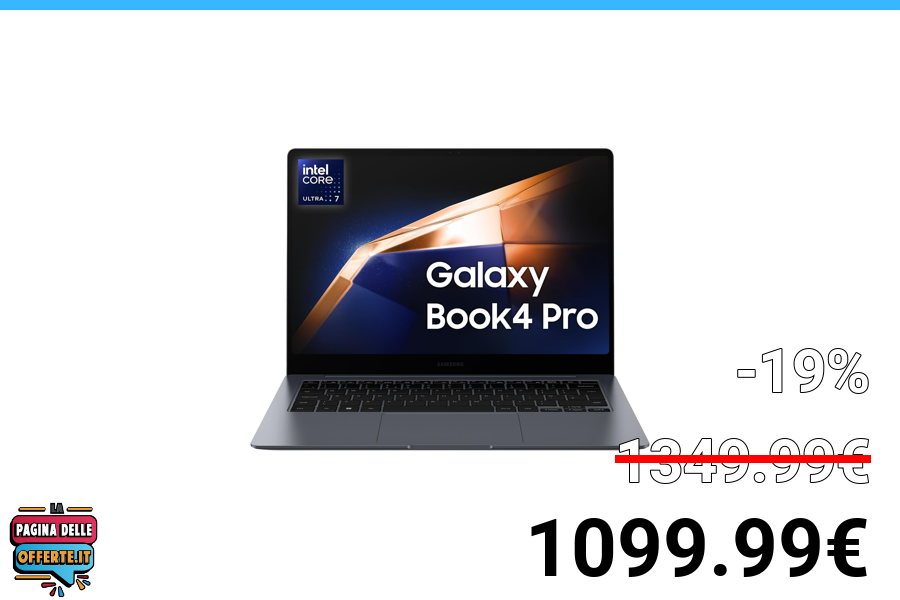 intel
CORE
ULTRA 7
Galaxy
Book4 Pro
SAMSUNG
-19%
1349.99€
1099.99€
LA
PAGINA DELLE
OFFERTE.IT